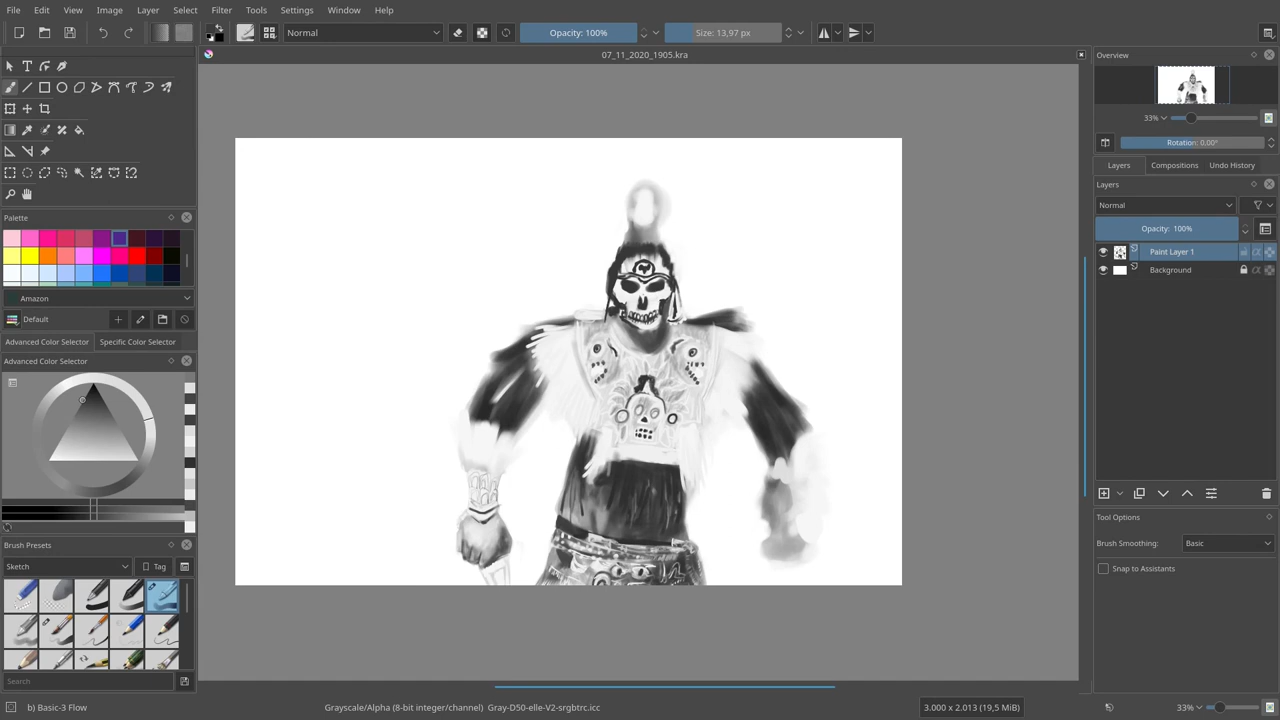 File Edit View Image Layer Select Filter Tools Settings Window Help
Normal Opacity: 100% Size: 13,97 px
07_11_2020_1905.kra
Overview
33%
Rotation: 0,00°
Layers Compositions Undo History
Layers
Normal
Opacity: 100%
Paint Layer 1
Background
Tool Options
Brush Smoothing: Basic
Snap to Assistants
Palette
Amazon
Default
Advanced Color Selector Specific Color Selector
Advanced Color Selector
Brush Presets
Sketch Tag
Search
b) Basic-3 Flow Grayscale/Alpha (8-bit integer/channel) Gray-D50-elle-V2-srgbtrc.icc 3.000 x 2.013 (19,5 MiB) 33%